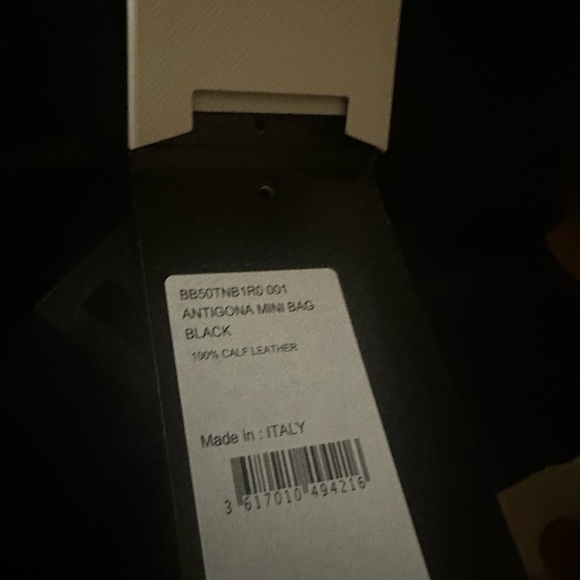 BB50TNB1R0 001
ANTIGONA MINI BAG
BLACK
100% CALF LEATHER
Made in : ITALY
3 617010 494216